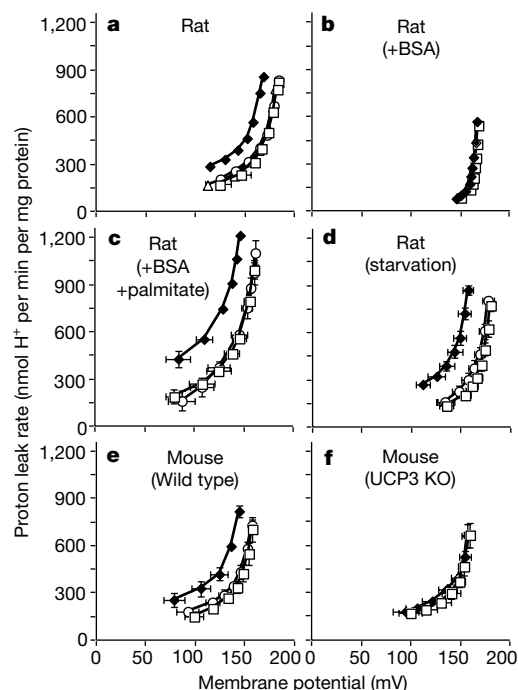 Proton leak rate (nmol H+ per min per mg protein)
1,200
900
600
300
0
a
Rat
b
Rat
(+BSA)
1,200
900
600
300
0
c
Rat
(+BSA
+palmitate)
d
Rat
(starvation)
1,200
900
600
300
0
e
Mouse
(Wild type)
f
Mouse
(UCP3 KO)
0 50 100 150 200 0 50 100 150 200
Membrane potential (mV)